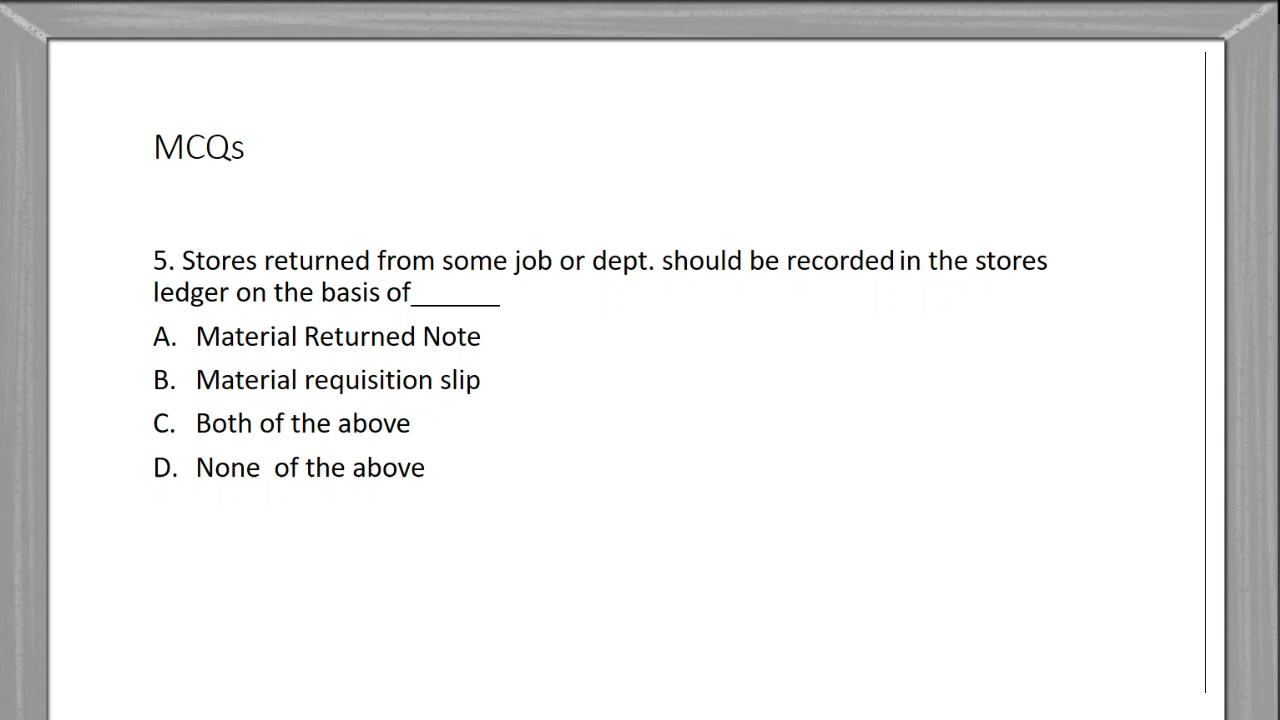 MCQs
5. Stores returned from some job or dept. should be recorded in the stores
ledger on the basis of______
A. Material Returned Note
B. Material requisition slip
C. Both of the above
D. None of the above